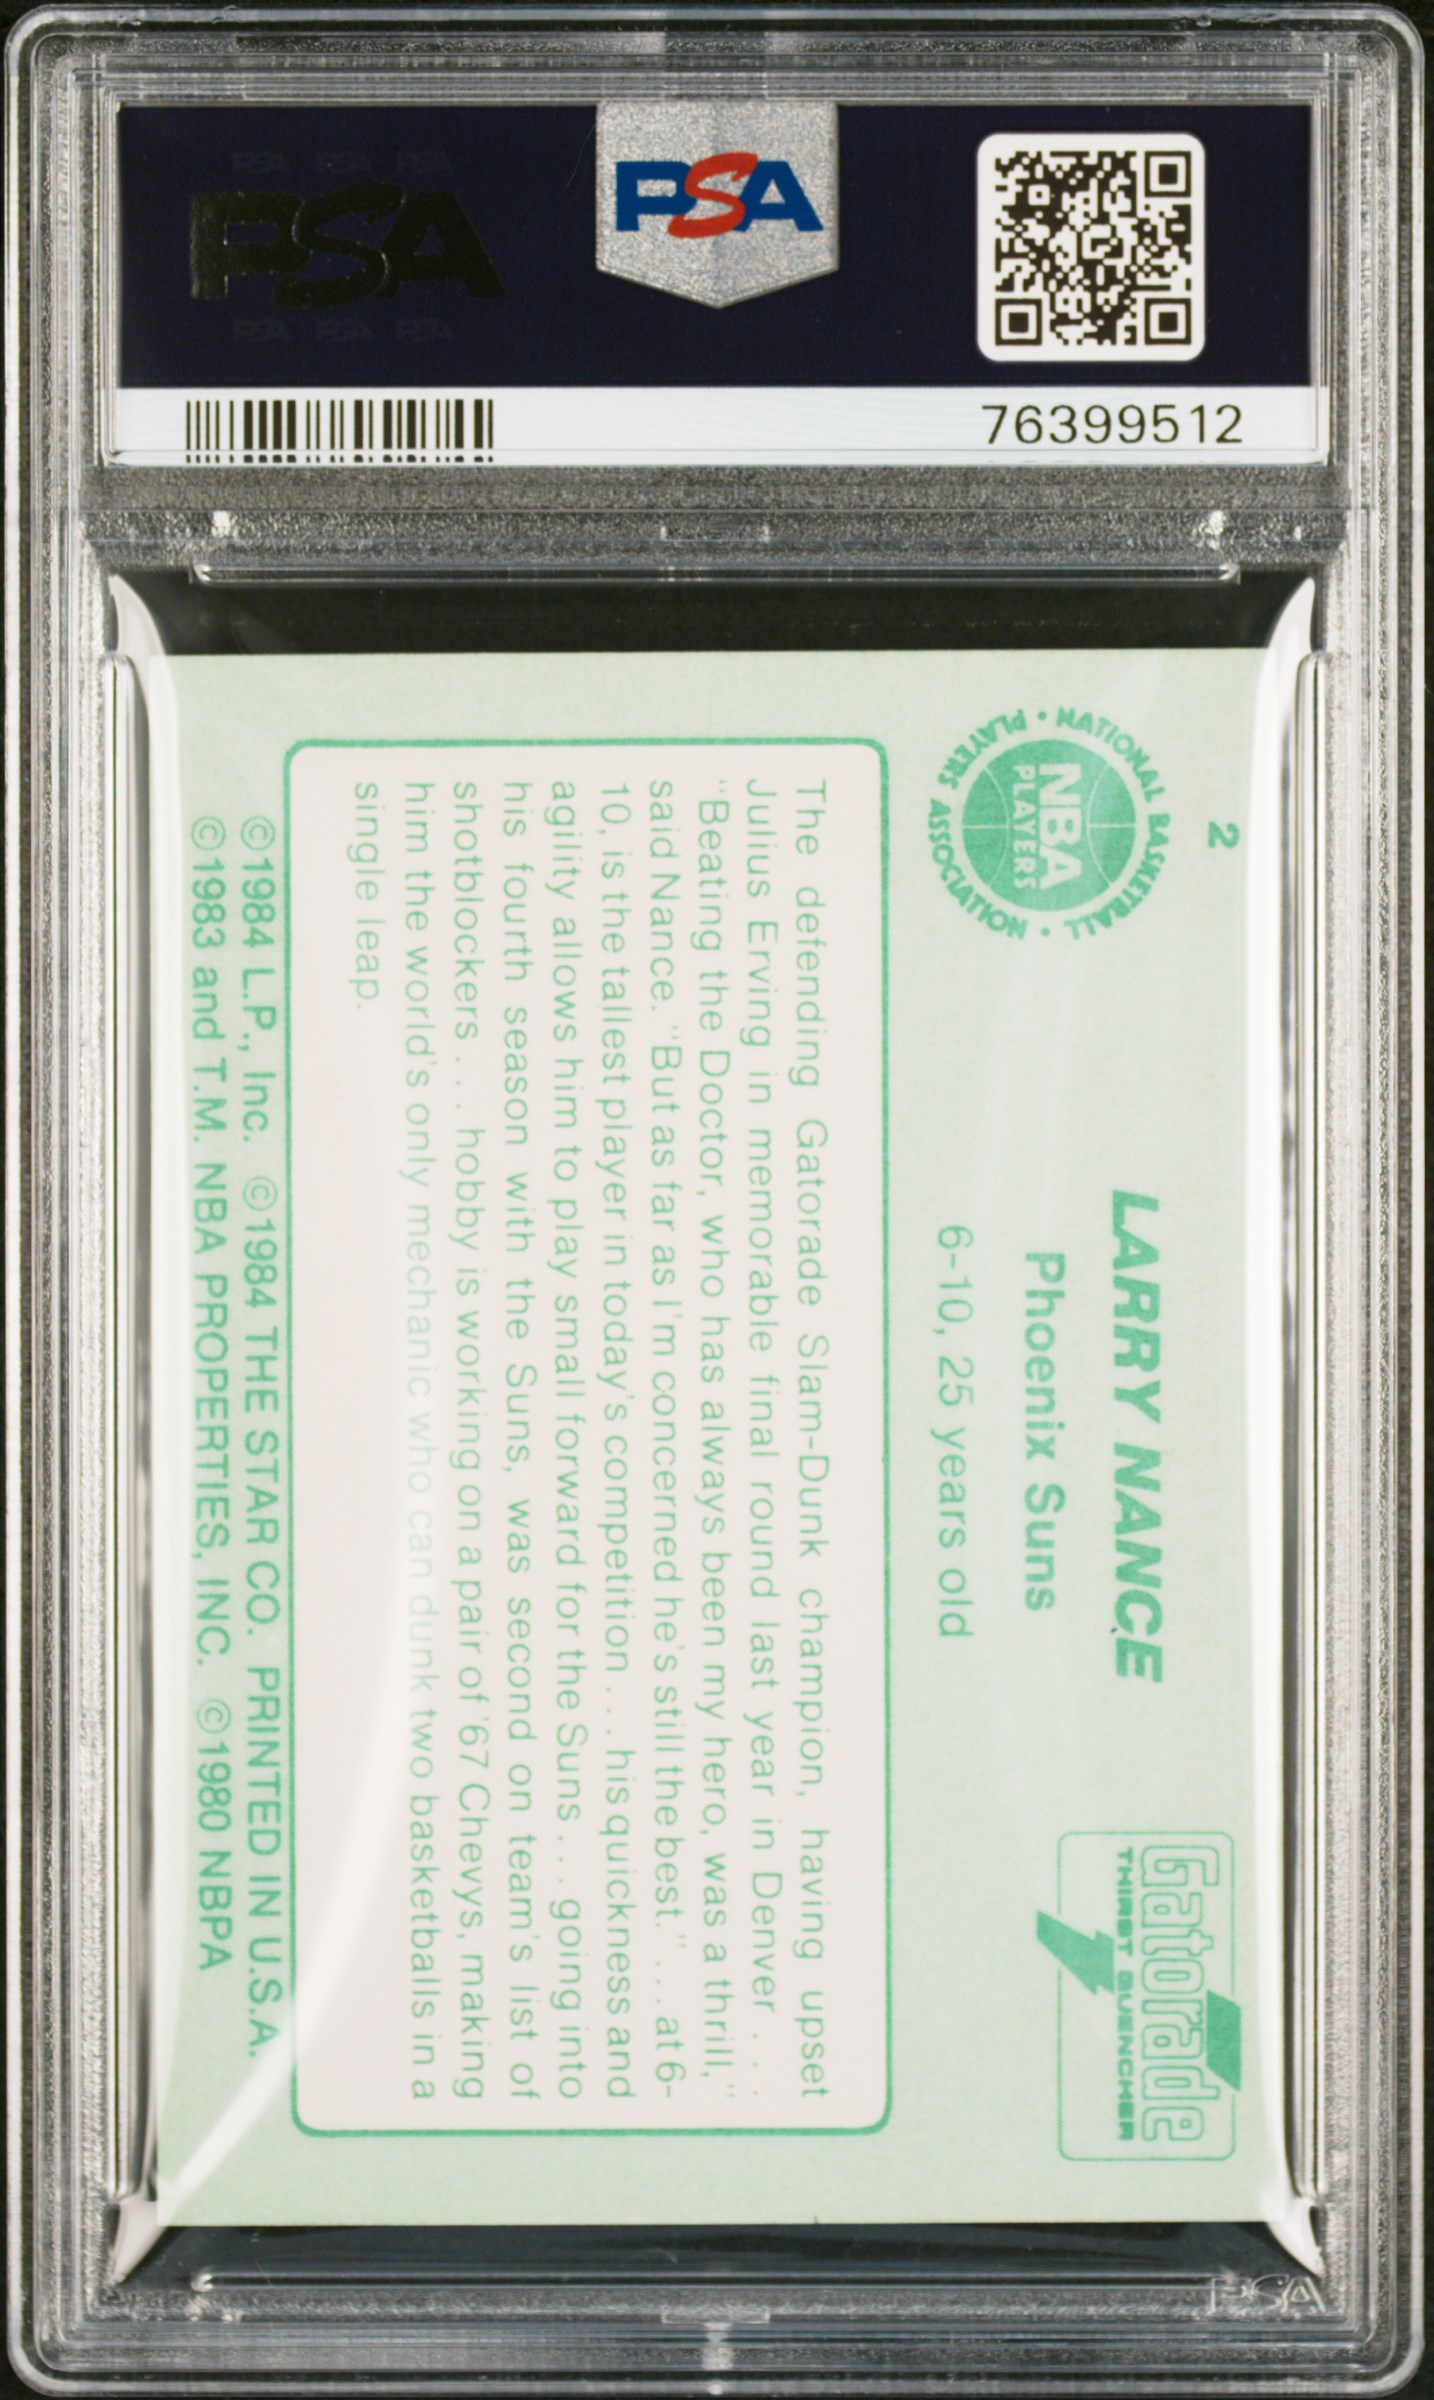 PSA
PSA PSA PSA
PSA
PSA PSA PSA
76399512
2
NATIONAL BASKETBALL PLAYERS ASSOCIATION
NBA
PLAYERS
LARRY NANCE
Phoenix Suns
6-10, 25 years old
Gatorade
THIRST QUENCHER
The defending Gatorade Slam-Dunk champion, having upset
Julius Erving in memorable final round last year in Denver . . .
“Beating the Doctor, who has always been my hero, was a thrill,”
said Nance. “But as far as I'm concerned he's still the best.” . . . at 6-
10, is the tallest player in today's competition . . . his quickness and
agility allows him to play small forward for the Suns . . . going into
his fourth season with the Suns, was second on team's list of
shotblockers . . . hobby is working on a pair of '67 Chevys, making
him the world's only mechanic who can dunk two basketballs in a
single leap.
©1984 L.P., Inc. ©1984 THE STAR CO. PRINTED IN U.S.A.
©1983 and T.M. NBA PROPERTIES, INC. ©1980 NBPA
PSA